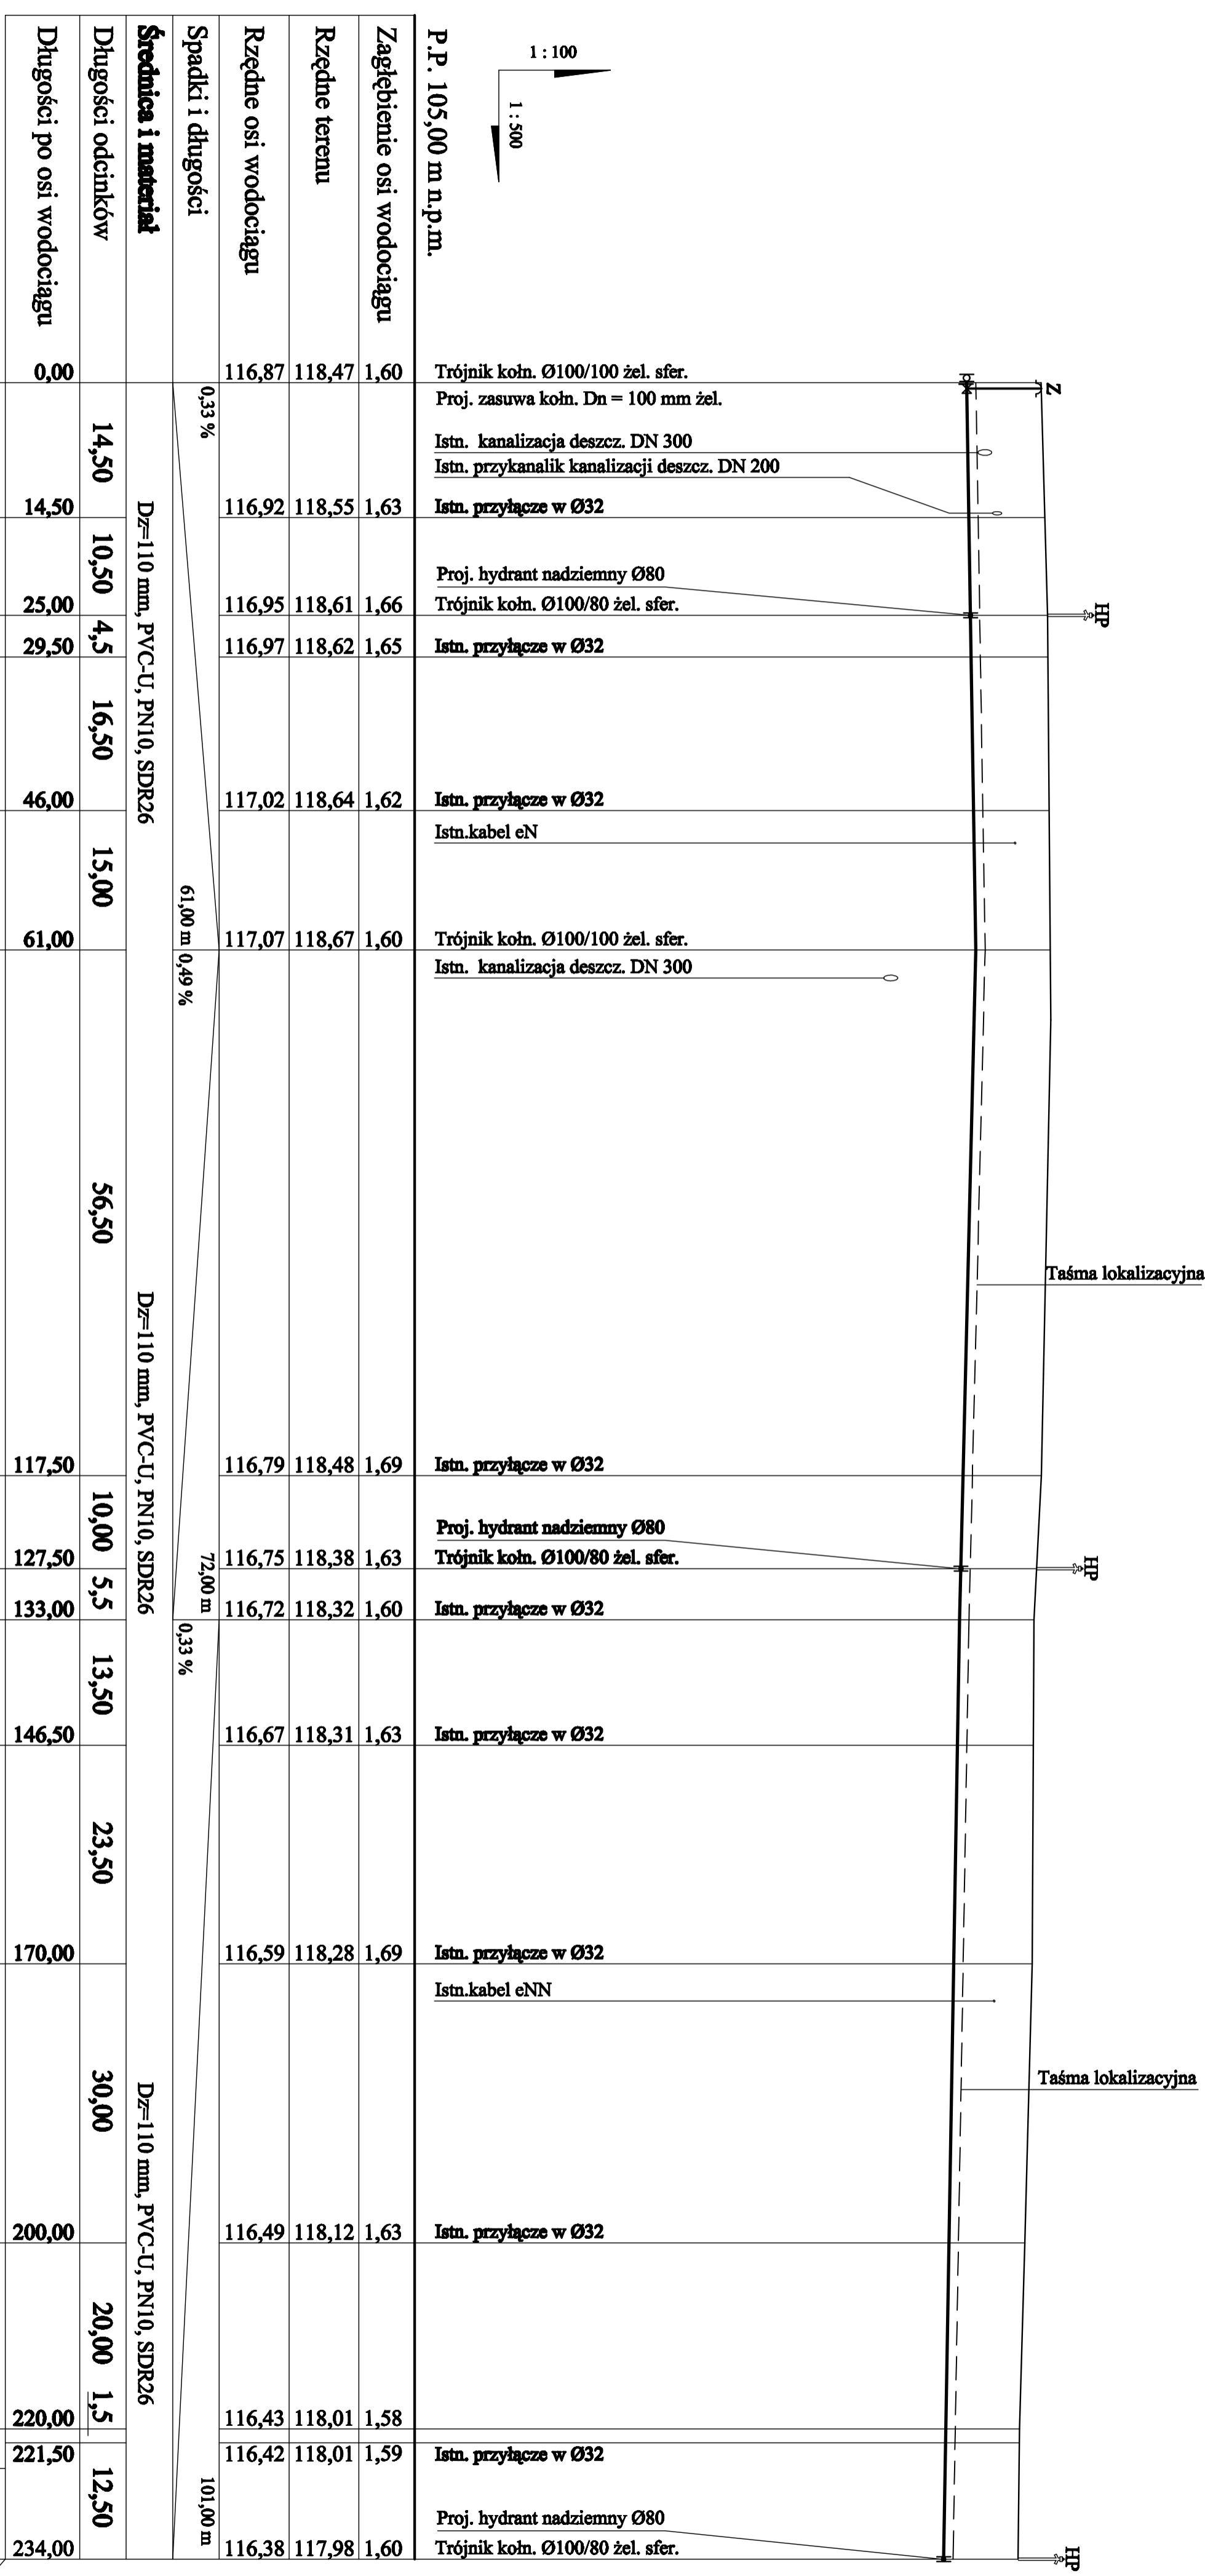 1 : 100
1 : 500
P.P. 105,00 m n.p.m.
Zagłębienie osi wodociągu
Rzędne terenu
Rzędne osi wodociągu
Spadki i długości
Średnica i materiał
Długości odcinków
Długości po osi wodociągu
0,00 116,87 118,47 1,60 Trójnik kołn. Ø100/100 żel. sfer.
Proj. zasuwa kołn. Dn = 100 mm żel.
Z
0,33 %
14,50
Istn. kanalizacja deszcz. DN 300
Istn. przykanalik kanalizacji deszcz. DN 200
14,50 116,92 118,55 1,63 Istn. przyłącze w Ø32
10,50
Dz=110 mm, PVC-U, PN10, SDR26
Proj. hydrant nadziemny Ø80
25,00 116,95 118,61 1,66 Trójnik kołn. Ø100/80 żel. sfer.
HP
4,5
29,50 116,97 118,62 1,65 Istn. przyłącze w Ø32
16,50
46,00 117,02 118,64 1,62 Istn. przyłącze w Ø32
Istn.kabel eN
15,00
61,00 m
61,00 117,07 118,67 1,60 Trójnik kołn. Ø100/100 żel. sfer.
0,49 %
Istn. kanalizacja deszcz. DN 300
56,50
Taśma lokalizacyjna
Dz=110 mm, PVC-U, PN10, SDR26
117,50 116,79 118,48 1,69 Istn. przyłącze w Ø32
10,00
Proj. hydrant nadziemny Ø80
127,50 116,75 118,38 1,63 Trójnik kołn. Ø100/80 żel. sfer.
HP
5,5
72,00 m
133,00 116,72 118,32 1,60 Istn. przyłącze w Ø32
0,33 %
13,50
146,50 116,67 118,31 1,63 Istn. przyłącze w Ø32
23,50
170,00 116,59 118,28 1,69 Istn. przyłącze w Ø32
Istn.kabel eNN
30,00
Taśma lokalizacyjna
Dz=110 mm, PVC-U, PN10, SDR26
200,00 116,49 118,12 1,63 Istn. przyłącze w Ø32
20,00
220,00 116,43 118,01 1,58
1,5
221,50 116,42 118,01 1,59 Istn. przyłącze w Ø32
12,50
101,00 m
Proj. hydrant nadziemny Ø80
234,00 116,38 117,98 1,60 Trójnik kołn. Ø100/80 żel. sfer.
HP